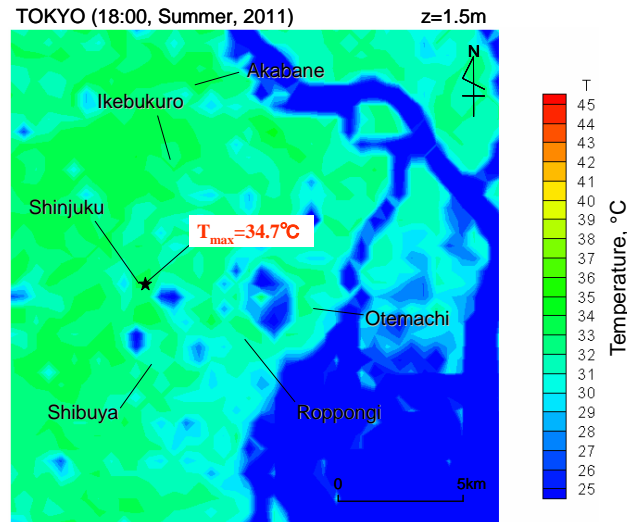 TOKYO (18:00, Summer, 2011) z=1.5m
Akabane
N
Ikebukuro
Shinjuku
Tmax=34.7℃
Otemachi
Shibuya
Roppongi
0 5km
T
45
44
43
42
41
40
39
38
37
36
35
34
33
32
31
30
29
28
27
26
25
Temperature, °C